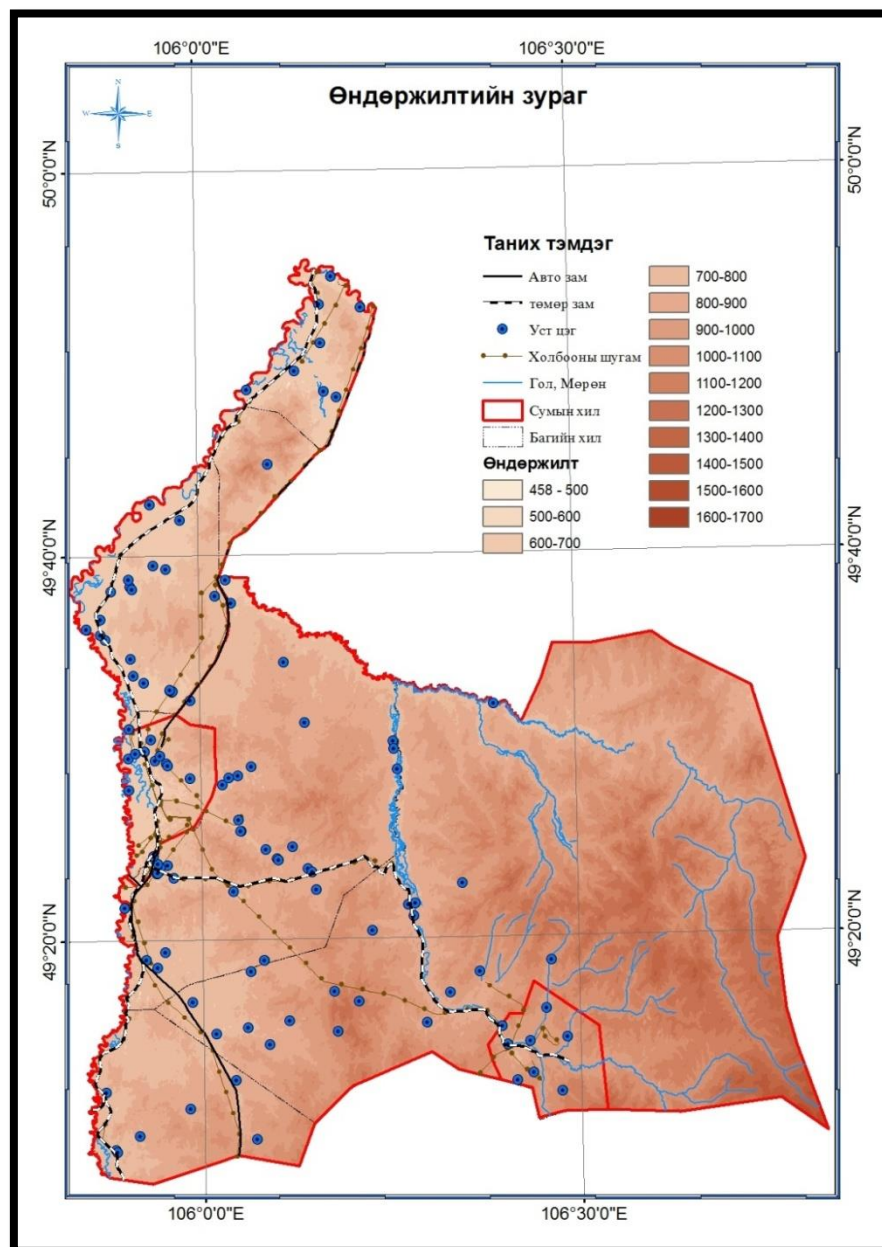 106°0'0"E 106°30'0"E
Өндөржилтийн зураг
N
W E
S
50°0'0"N 50°0'0"N
Таних тэмдэг
Авто зам
төмөр зам
Уст цэг
Холбооны шугам
Гол, Мөрөн
Сумын хил
Багийн хил
Өндөржилт
458 - 500
500-600
600-700
700-800
800-900
900-1000
1000-1100
1100-1200
1200-1300
1300-1400
1400-1500
1500-1600
1600-1700
49°40'0"N 49°40'0"N
49°20'0"N 49°20'0"N
106°0'0"E 106°30'0"E